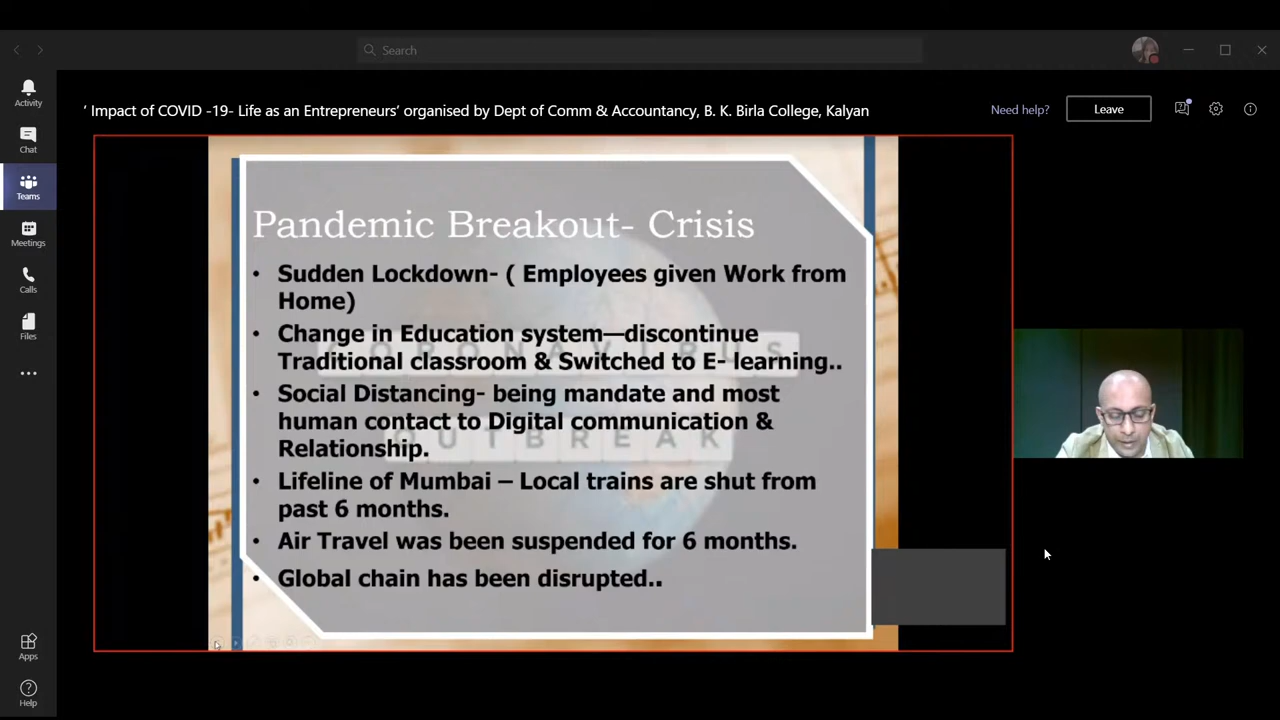 Search
Activity
Chat
Teams
Meetings
Calls
Files
Apps
Help
‘ Impact of COVID -19- Life as an Entrepreneurs’ organised by Dept of Comm & Accountancy, B. K. Birla College, Kalyan
Need help?
Leave
Pandemic Breakout- Crisis
• Sudden Lockdown- ( Employees given Work from
Home)
• Change in Education system—discontinue
Traditional classroom & Switched to E- learning..
• Social Distancing- being mandate and most
human contact to Digital communication &
Relationship.
• Lifeline of Mumbai – Local trains are shut from
past 6 months.
• Air Travel was been suspended for 6 months.
• Global chain has been disrupted..
CORONAVIRUS
OUTBREAK